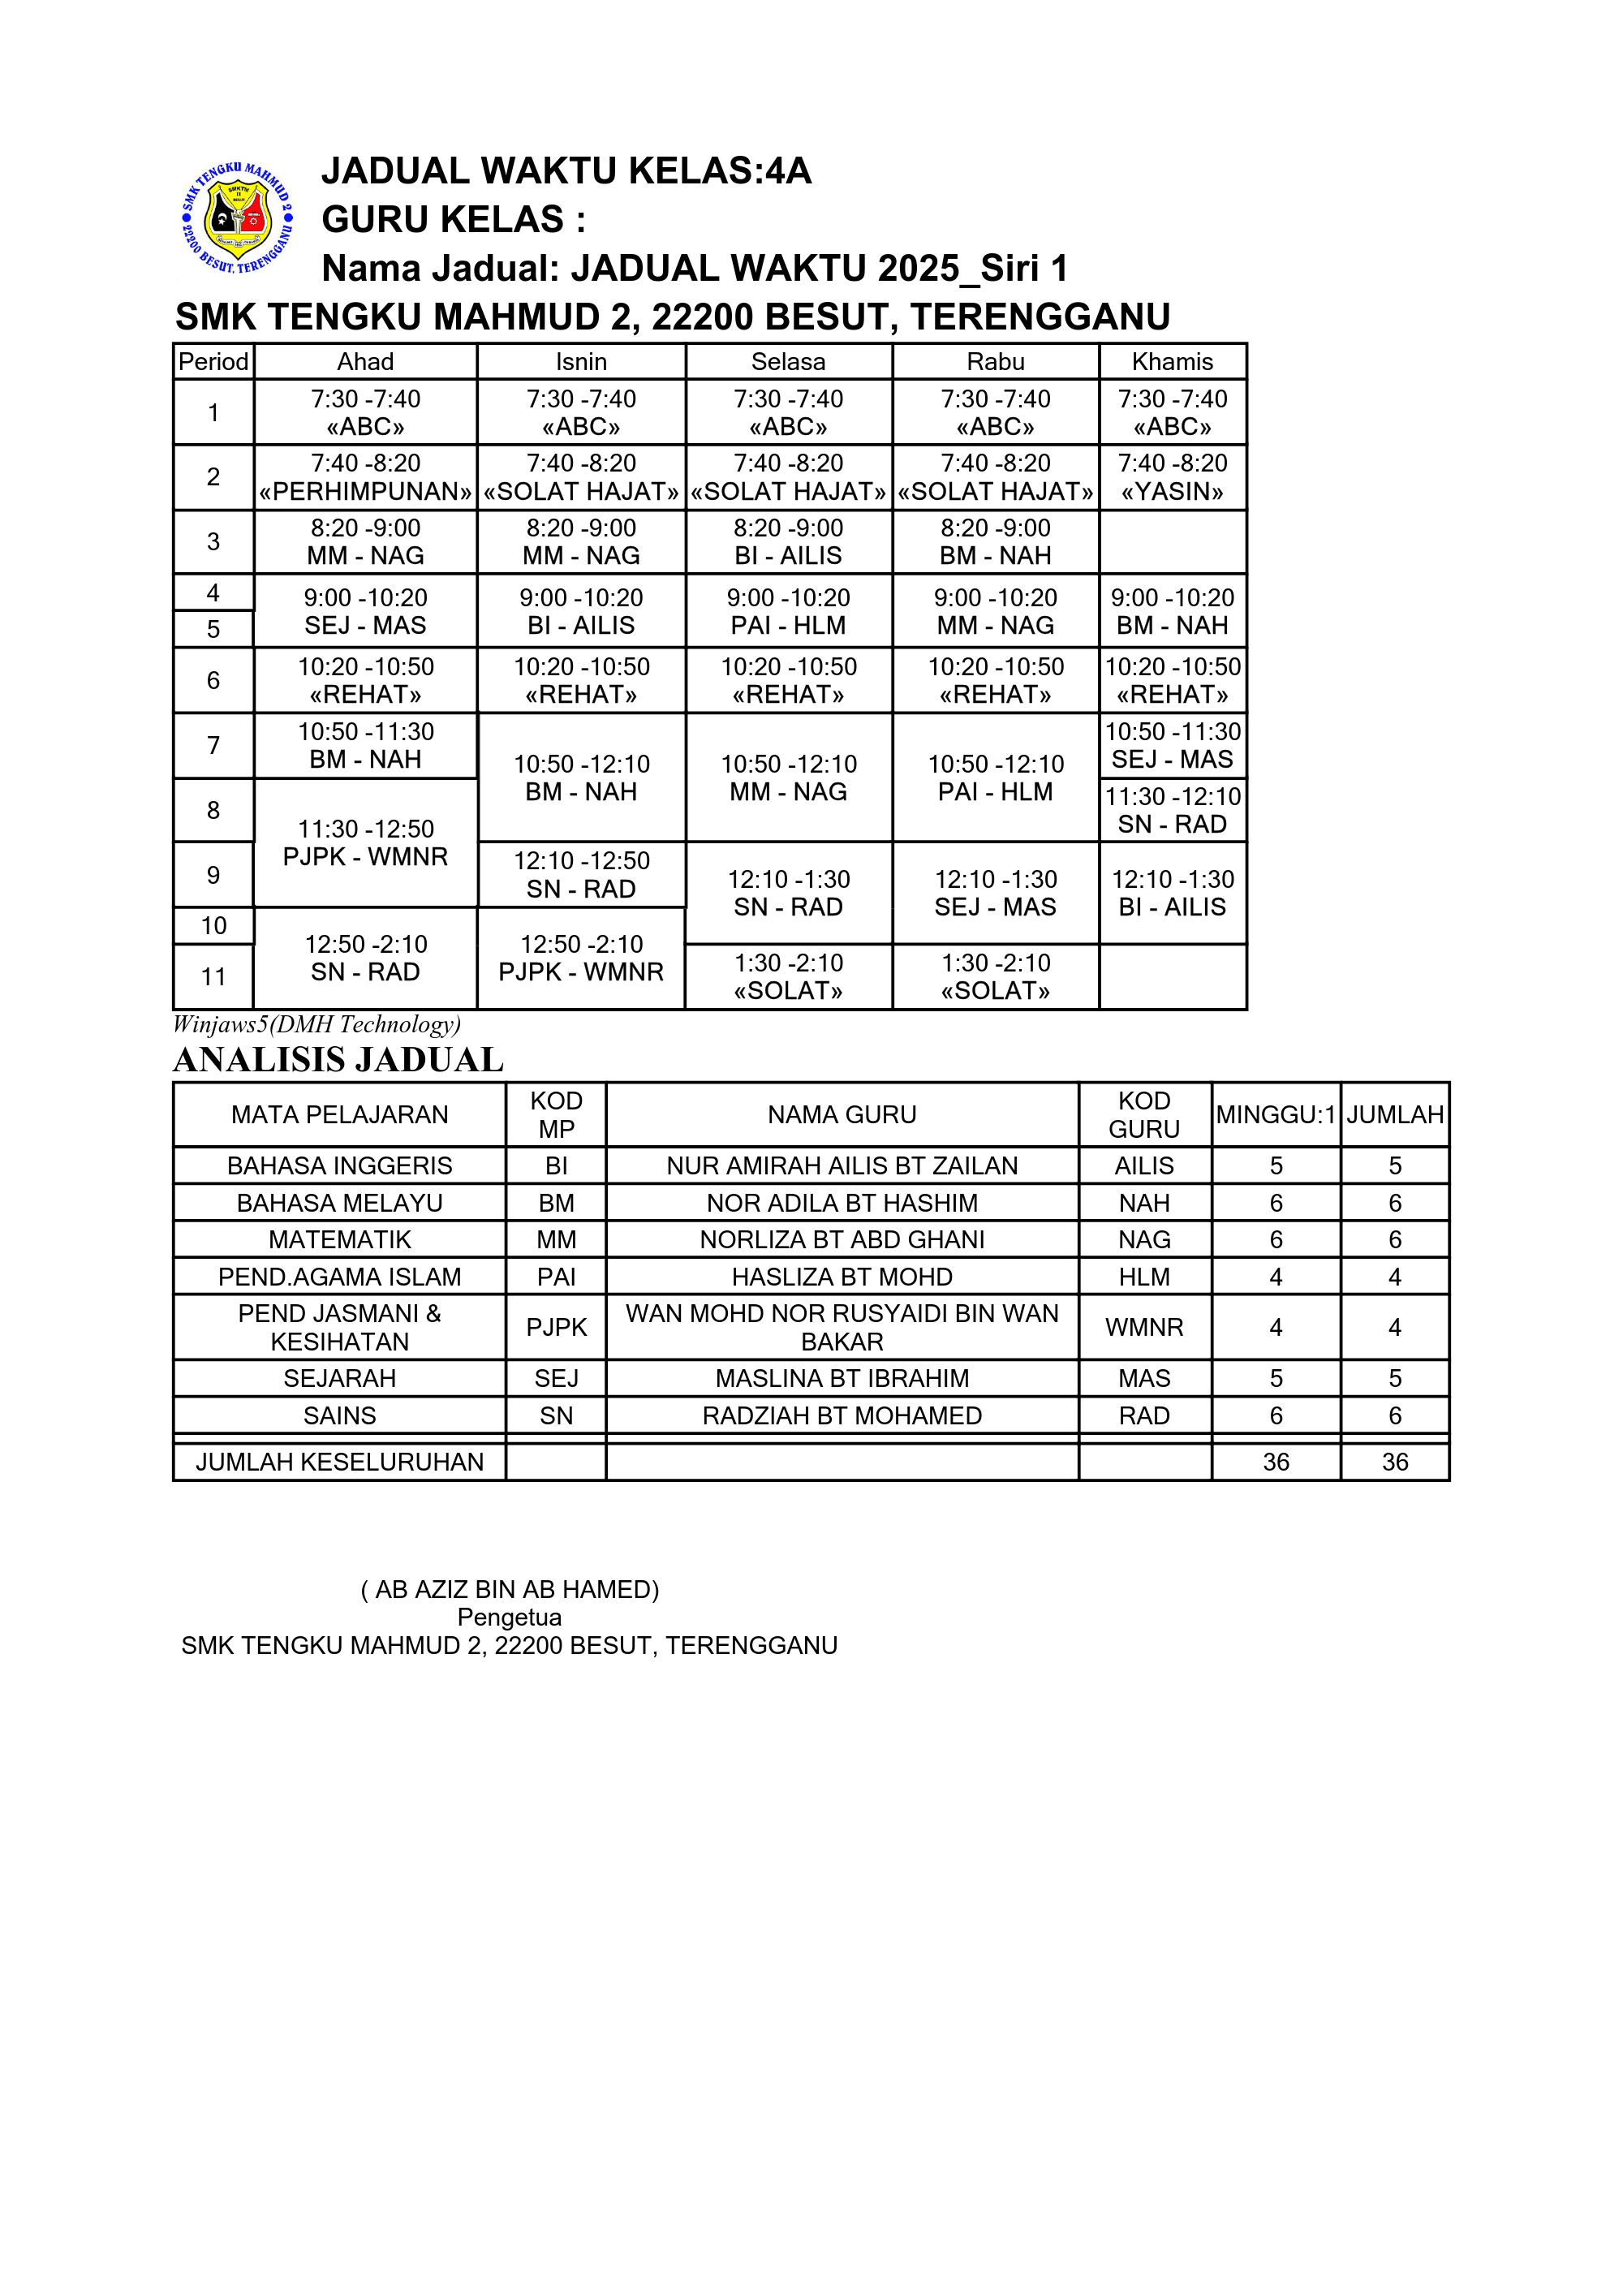 SMK TENGKU MAHMUD 2
22200 BESUT, TERENGGANU
JADUAL WAKTU KELAS:4A
GURU KELAS :
Nama Jadual: JADUAL WAKTU 2025_Siri 1
SMK TENGKU MAHMUD 2, 22200 BESUT, TERENGGANU
Period Ahad Isnin Selasa Rabu Khamis
1 7:30 -7:40 7:30 -7:40 7:30 -7:40 7:30 -7:40 7:30 -7:40
«ABC» «ABC» «ABC» «ABC» «ABC»
2 7:40 -8:20 7:40 -8:20 7:40 -8:20 7:40 -8:20 7:40 -8:20
«PERHIMPUNAN» «SOLAT HAJAT» «SOLAT HAJAT» «SOLAT HAJAT» «YASIN»
3 8:20 -9:00 8:20 -9:00 8:20 -9:00 8:20 -9:00
MM - NAG MM - NAG BI - AILIS BM - NAH
4 9:00 -10:20 9:00 -10:20 9:00 -10:20 9:00 -10:20 9:00 -10:20
5 SEJ - MAS BI - AILIS PAI - HLM MM - NAG BM - NAH
6 10:20 -10:50 10:20 -10:50 10:20 -10:50 10:20 -10:50 10:20 -10:50
«REHAT» «REHAT» «REHAT» «REHAT» «REHAT»
7 10:50 -11:30 10:50 -11:30
BM - NAH SEJ - MAS
10:50 -12:10 10:50 -12:10 10:50 -12:10
BM - NAH MM - NAG PAI - HLM
8 11:30 -12:10
SN - RAD
11:30 -12:50
PJPK - WMNR
9 12:10 -12:50
SN - RAD
12:10 -1:30 12:10 -1:30 12:10 -1:30
SN - RAD SEJ - MAS BI - AILIS
10
12:50 -2:10 12:50 -2:10
SN - RAD PJPK - WMNR
11 1:30 -2:10 1:30 -2:10
«SOLAT» «SOLAT»
Winjaws5(DMH Technology)
ANALISIS JADUAL
MATA PELAJARAN KOD MP NAMA GURU KOD GURU MINGGU:1 JUMLAH
BAHASA INGGERIS BI NUR AMIRAH AILIS BT ZAILAN AILIS 5 5
BAHASA MELAYU BM NOR ADILA BT HASHIM NAH 6 6
MATEMATIK MM NORLIZA BT ABD GHANI NAG 6 6
PEND.AGAMA ISLAM PAI HASLIZA BT MOHD HLM 4 4
PEND JASMANI & KESIHATAN PJPK WAN MOHD NOR RUSYAIDI BIN WAN BAKAR WMNR 4 4
SEJARAH SEJ MASLINA BT IBRAHIM MAS 5 5
SAINS SN RADZIAH BT MOHAMED RAD 6 6
JUMLAH KESELURUHAN 36 36
( AB AZIZ BIN AB HAMED)
Pengetua
SMK TENGKU MAHMUD 2, 22200 BESUT, TERENGGANU